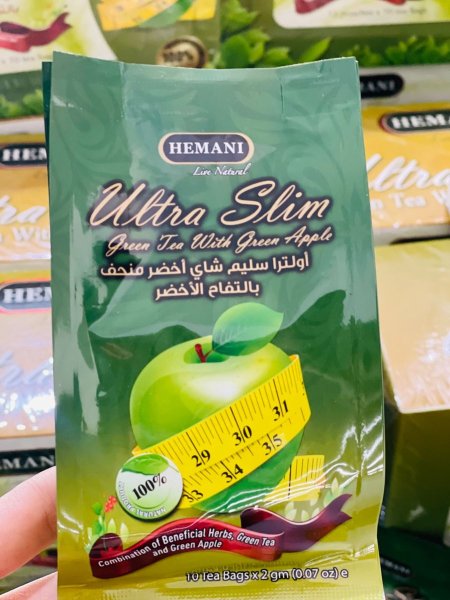 HEMANI
Live Natural
Ultra Slim
Green Tea With Green Apple
أولترا سليم شاي أخضر منحف
بالتفاح الأخضر
29 30 31
33 34 35
100%
Combination of Beneficial Herbs, Green Tea
and Green Apple
10 Tea Bags x 2 gm (0.07 oz) e